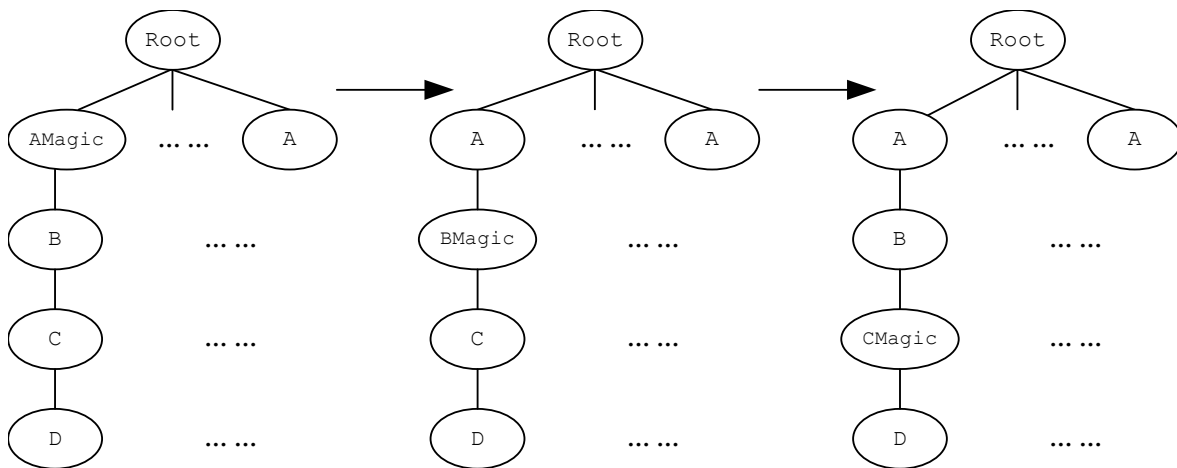 Root Root Root
AMagic ... ... A A ... ... A A ... ... A
B ... ... BMagic ... ... B ... ...
C ... ... C ... ... CMagic ... ...
D ... ... D ... ... D ... ...